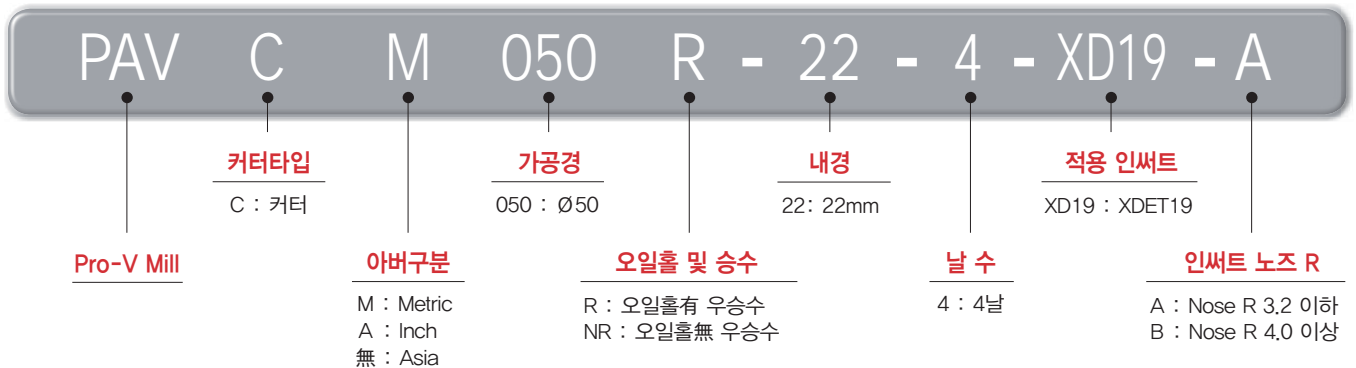 PAV C M 050 R - 22 - 4 - XD19 - A
커터타입
C : 커터
가공경
050 : Ø50
내경
22: 22mm
적용 인써트
XD19 : XDET19
Pro-V Mill
아버구분
M : Metric
A : Inch
無 : Asia
오일홀 및 승수
R : 오일홀有 우승수
NR : 오일홀無 우승수
날 수
4 : 4날
인써트 노즈 R
A : Nose R 3.2 이하
B : Nose R 4.0 이상